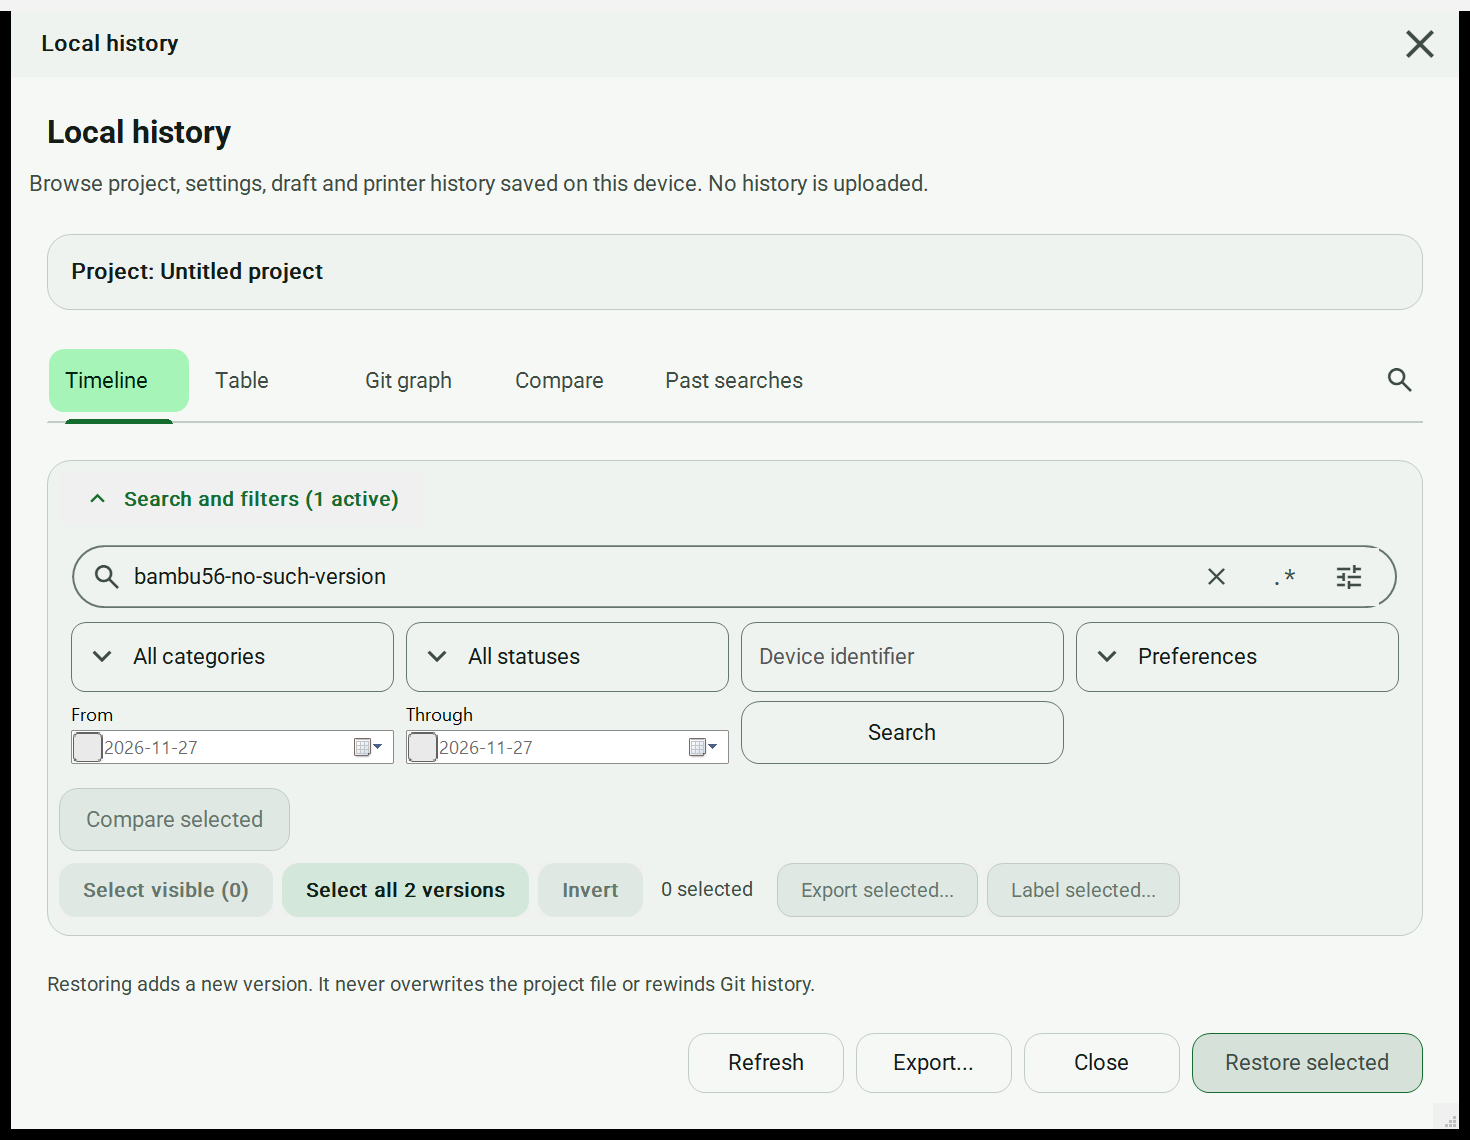 Local history
Local history
Browse project, settings, draft and printer history saved on this device. No history is uploaded.
Project: Untitled project
Timeline Table Git graph Compare Past searches
Search and filters (1 active)
bambu56-no-such-version .*
All categories All statuses Device identifier Preferences
From Through
2026-11-27 2026-11-27 Search
Compare selected
Select visible (0) Select all 2 versions Invert 0 selected Export selected... Label selected...
Restoring adds a new version. It never overwrites the project file or rewinds Git history.
Refresh Export... Close Restore selected